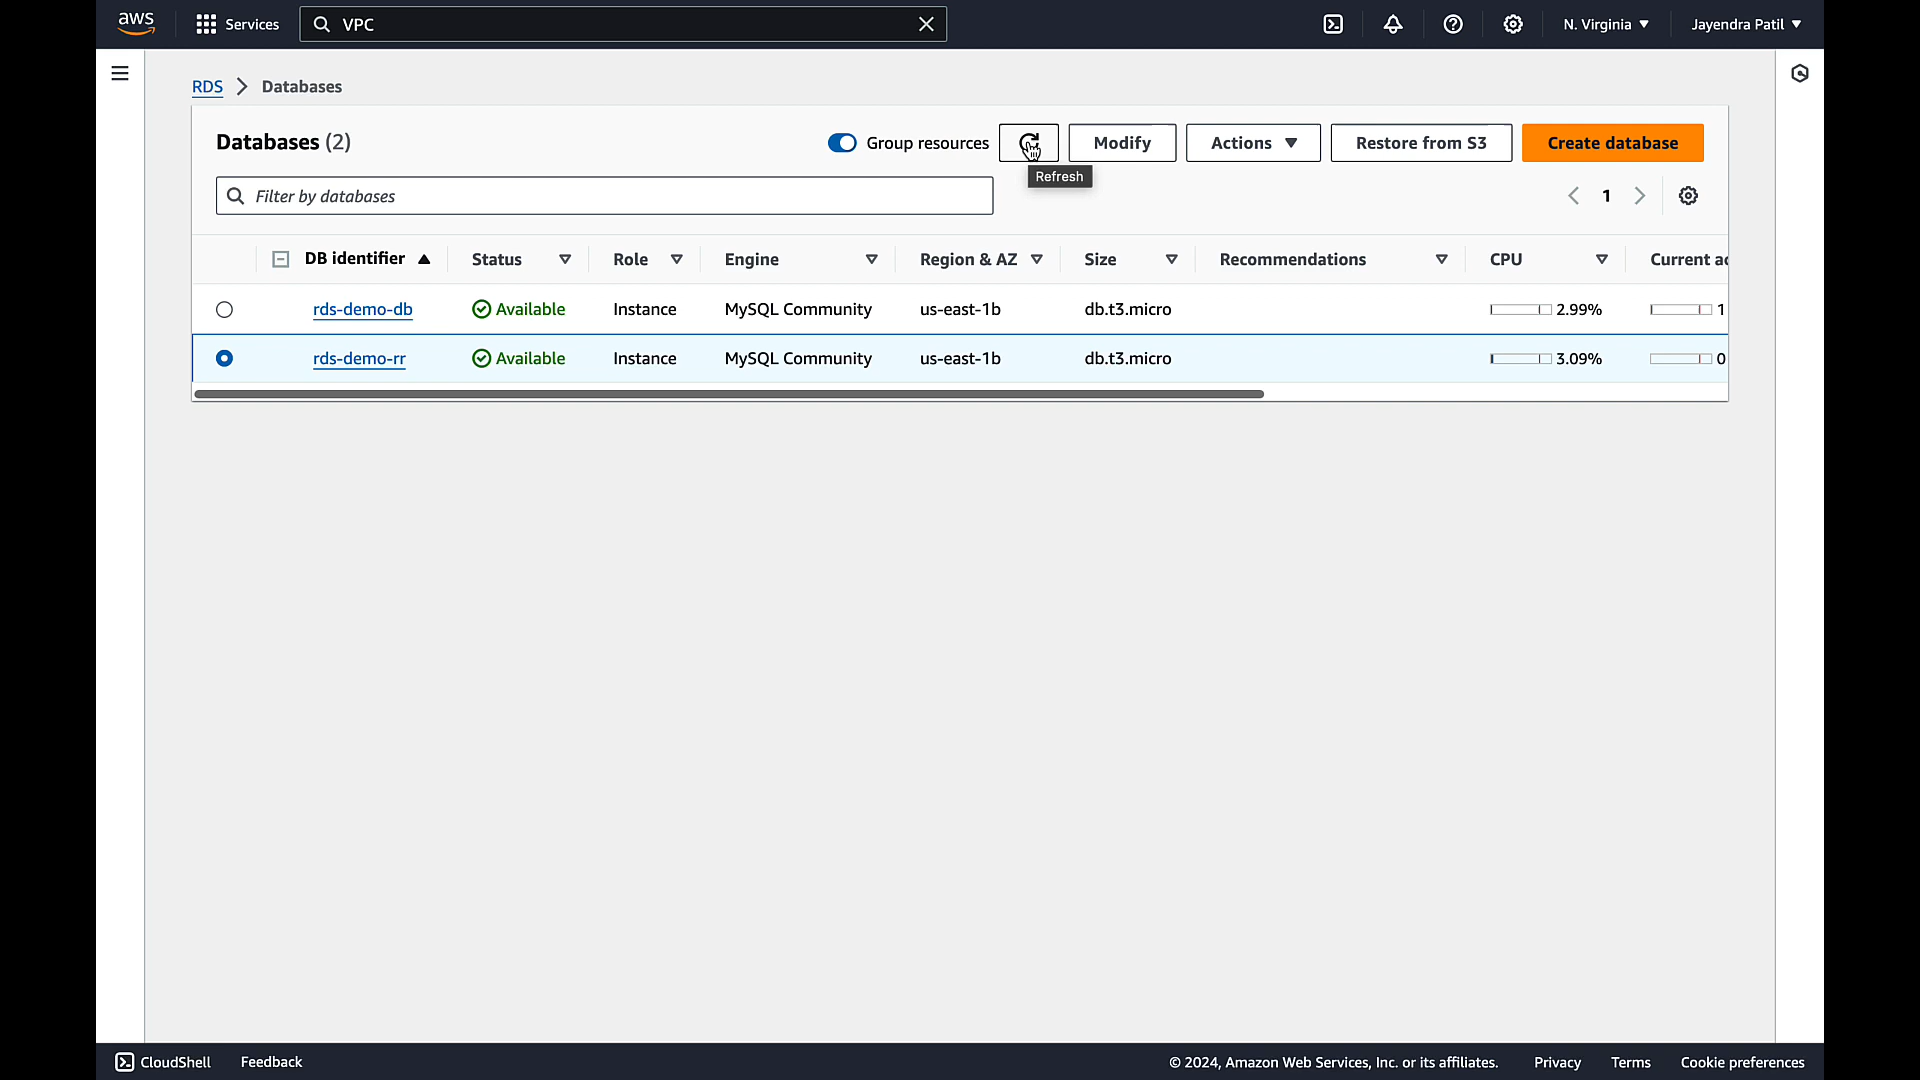 aws Services VPC N. Virginia Jayendra Patil
RDS Databases
Databases (2) Group resources Modify Actions Restore from S3 Create database
Refresh
Filter by databases 1
DB identifier Status Role Engine Region & AZ Size Recommendations CPU Current ac
rds-demo-db Available Instance MySQL Community us-east-1b db.t3.micro 2.99% 1
rds-demo-rr Available Instance MySQL Community us-east-1b db.t3.micro 3.09% 0
CloudShell Feedback © 2024, Amazon Web Services, Inc. or its affiliates. Privacy Terms Cookie preferences